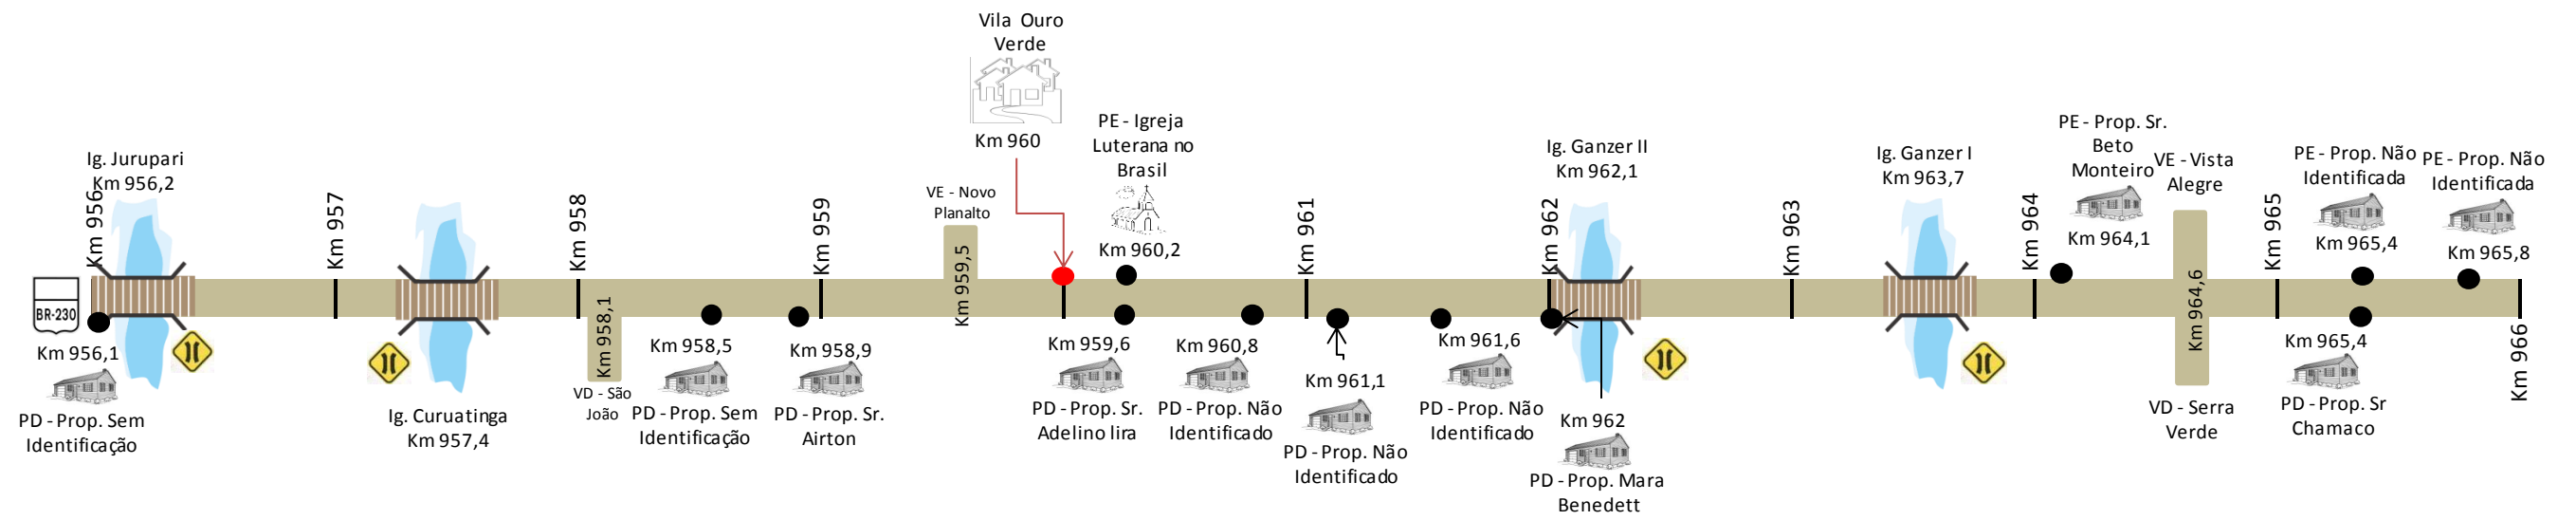 Vila Ouro
Verde
Km 960
PE - Igreja
Luterana no
Brasil
Km 960,2
Ig. Jurupari
Km 956,2
Ig. Ganzer II
Km 962,1
Ig. Ganzer I
Km 963,7
PE - Prop. Sr.
Beto
Monteiro
Km 964,1
VE - Vista
Alegre
PE - Prop. Não
Identificada
Km 965,4
PE - Prop. Não
Identificada
Km 965,8
VE - Novo
Planalto
Km 959,5
Km 956
Km 957
Km 958
Km 959
Km 961
Km 962
Km 963
Km 964
Km 965
Km 966
BR-230
Km 958,1
Km 964,6
Km 956,1
PD - Prop. Sem
Identificação
Ig. Curuatinga
Km 957,4
VD - São
João
Km 958,5
PD - Prop. Sem
Identificação
Km 958,9
PD - Prop. Sr.
Airton
Km 959,6
PD - Prop. Sr.
Adelino lira
Km 960,8
PD - Prop. Não
Identificado
Km 961,1
PD - Prop. Não
Identificado
Km 961,6
PD - Prop. Não
Identificado
Km 962
PD - Prop. Mara
Benedett
VD - Serra
Verde
Km 965,4
PD - Prop. Sr
Chamaco